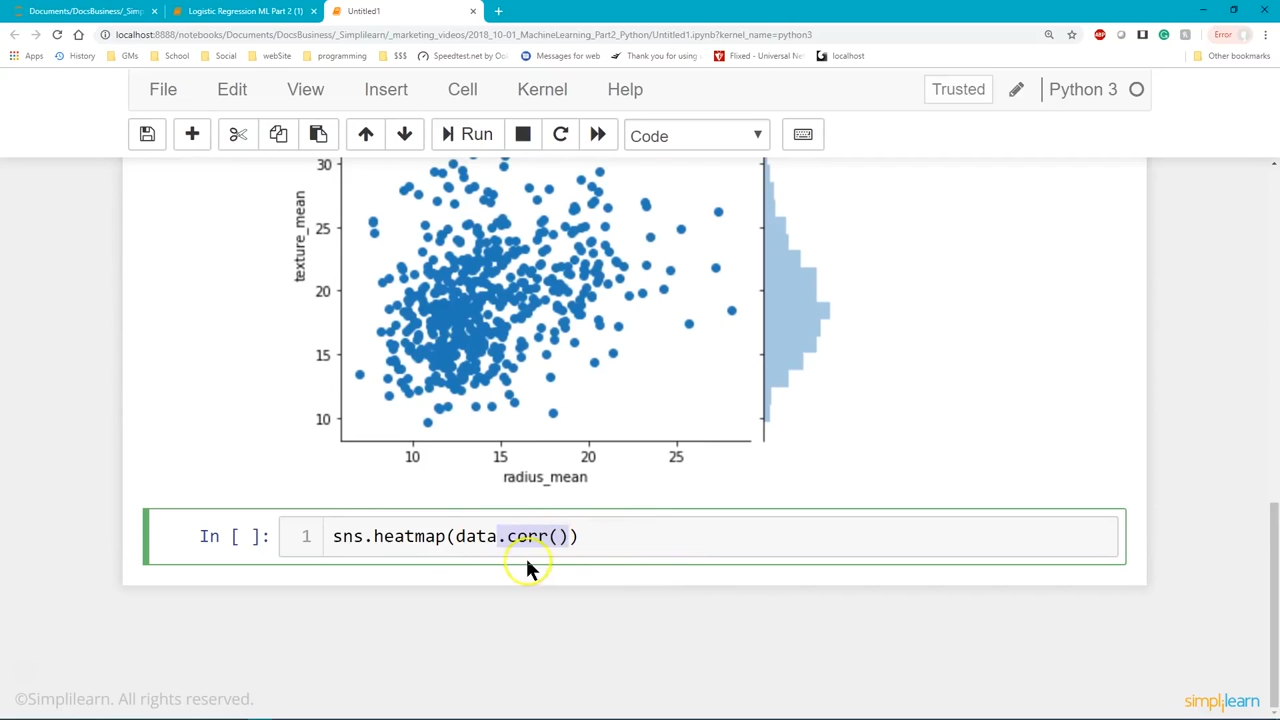 Documents/DocsBusiness/_Simp
Logistic Regression ML Part 2 (1)
Untitled1
localhost:8888/notebooks/Documents/DocsBusiness/_Simplilearn/_marketing_videos/2018_10-01_MachineLearning_Part2_Python/Untitled1.ipynb?kernel_name=python3
Error
Apps
History
GMs
School
Social
webSite
programming
$$$
Speedtest.net by Oo
Messages for web
Thank you for using
Flixed - Universal Ne
localhost
Other bookmarks
File Edit View Insert Cell Kernel Help
Trusted
Python 3
Run
Code
30
25
20
15
10
texture_mean
10 15 20 25
radius_mean
In [ ]:
1 sns.heatmap(data.corr())
©Simplilearn. All rights reserved.
simplilearn